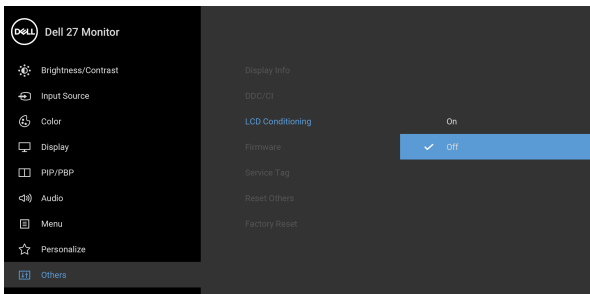 DELL Dell 27 Monitor
Brightness/Contrast
Display Info
Input Source
DDC/CI
Color
LCD Conditioning
On
Display
Firmware
Off
PIP/PBP
Service Tag
Audio
Reset Others
Menu
Factory Reset
Personalize
Others